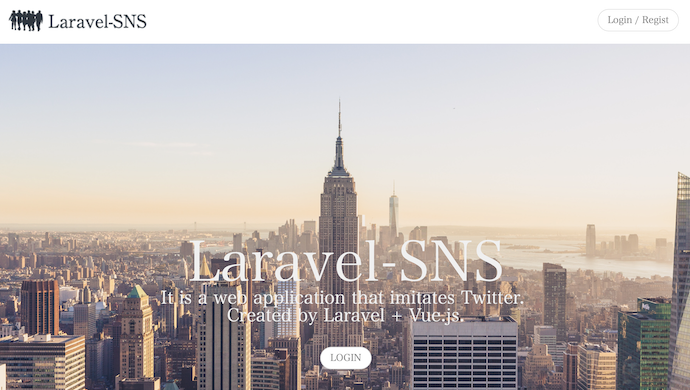 Laravel-SNS
Login / Regist
Laravel-SNS
It is a web application that imitates Twitter.
Created by Laravel + Vue.js.
LOGIN